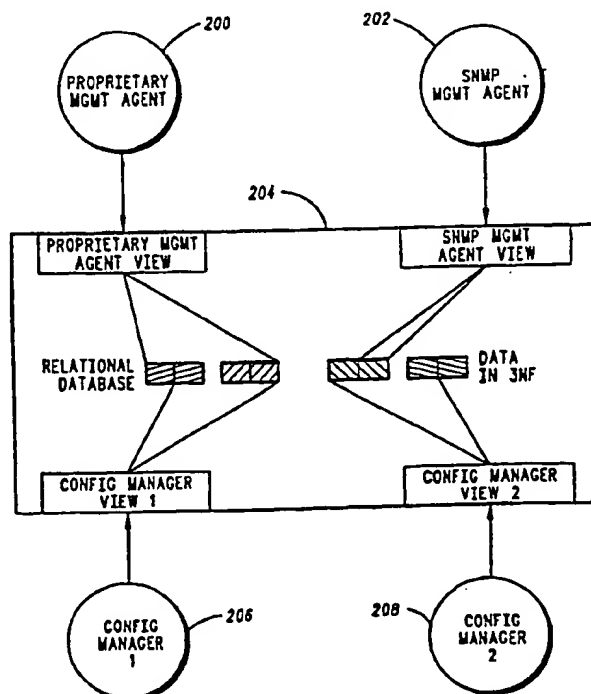 200
202
PROPRIETARY
MGMT AGENT
SNMP
MGMT AGENT
204
PROPRIETARY MGMT
AGENT VIEW
SNMP MGMT
AGENT VIEW
RELATIONAL
DATABASE
DATA
IN 3NF
CONFIG MANAGER
VIEW 1
CONFIG MANAGER
VIEW 2
CONFIG
MANAGER
1
206
208
CONFIG
MANAGER
2